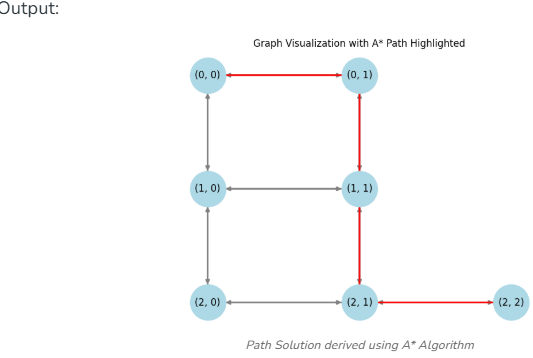 Output:
Graph Visualization with A* Path Highlighted
(0, 0) (0, 1)
(1, 0) (1, 1)
(2, 0) (2, 1) (2, 2)
Path Solution derived using A* Algorithm